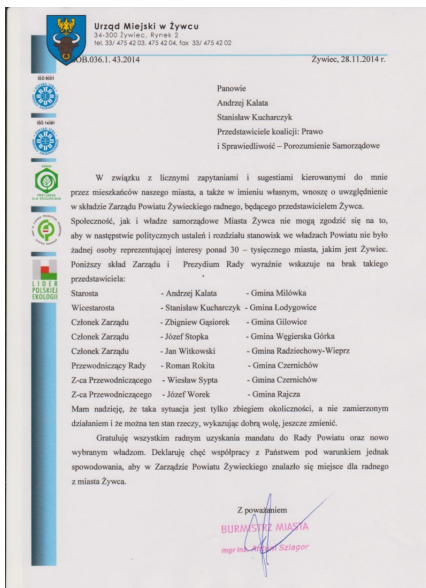 Urząd Miejski w Żywcu
34-300 Żywiec, Rynek 2
tel. 33/ 475 42 03, 475 42 04, fax 33/ 475 42 02
OB.036.1. 43.2014
Żywiec, 28.11.2014 r.
Panowie
Andrzej Kalata
Stanisław Kucharczyk
Przedstawiciele koalicji: Prawo
i Sprawiedliwość – Porozumienie Samorządowe
ISO 9001
ISO 14001
W związku z licznymi zapytaniami i sugestiami kierowanymi do mnie
przez mieszkańców naszego miasta, a także w imieniu własnym, wnoszę o uwzględnienie
w składzie Zarządu Powiatu Żywieckiego radnego, będącego przedstawicielem Żywca.
Społeczność, jak i władze samorządowe Miasta Żywca nie mogą zgodzić się na to,
aby w następstwie politycznych ustaleń i rozdziału stanowisk we władzach Powiatu nie było
żadnej osoby reprezentującej interesy ponad 30 – tysięcznego miasta, jakim jest Żywiec.
Poniższy skład Zarządu i Prezydium Rady wyraźnie wskazuje na brak takiego
przedstawiciela:
LIDER
POLSKIEJ
EKOLOGII
Starosta - Andrzej Kalata - Gmina Milówka
Wicestarosta - Stanisław Kucharczyk - Gmina Łodygowice
Członek Zarządu - Zbigniew Gąsiorek - Gmina Gilowice
Członek Zarządu - Józef Stopka - Gmina Węgierska Górka
Członek Zarządu - Jan Witkowski - Gmina Radziechowy-Wieprz
Przewodniczący Rady - Roman Rokita - Gmina Czernichów
Z-ca Przewodniczącego - Wiesław Sypta - Gmina Czernichów
Z-ca Przewodniczącego - Józef Worek - Gmina Rajcza
Mam nadzieję, że taka sytuacja jest tylko zbiegiem okoliczności, a nie zamierzonym
działaniem i że można ten stan rzeczy, wykazując dobrą wolę, jeszcze zmienić.
Gratuluję wszystkim radnym uzyskania mandatu do Rady Powiatu oraz nowo
wybranym władzom. Deklaruję chęć współpracy z Państwem pod warunkiem jednak
spowodowania, aby w Zarządzie Powiatu Żywieckiego znalazło się miejsce dla radnego
z miasta Żywca.
Z poważaniem
BURMISTRZ MIASTA
mgr inż. Antoni Szlagor